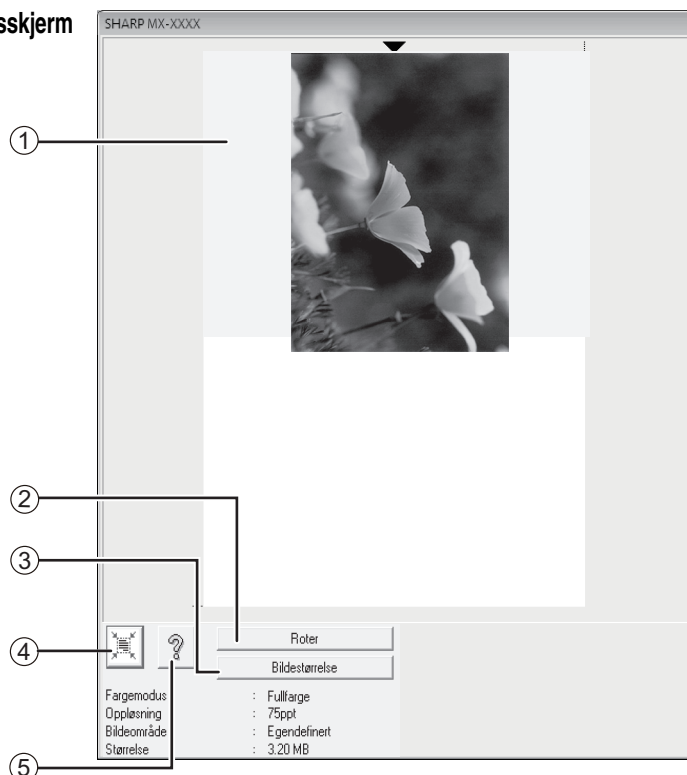 sskjerm
SHARP MX-XXXX
1
2
3
4
5
Roter
Bildestørrelse
Fargemodus : Fullfarge
Oppløsning : 75ppt
Bildeområde : Egendefinert
Størrelse : 3.20 MB